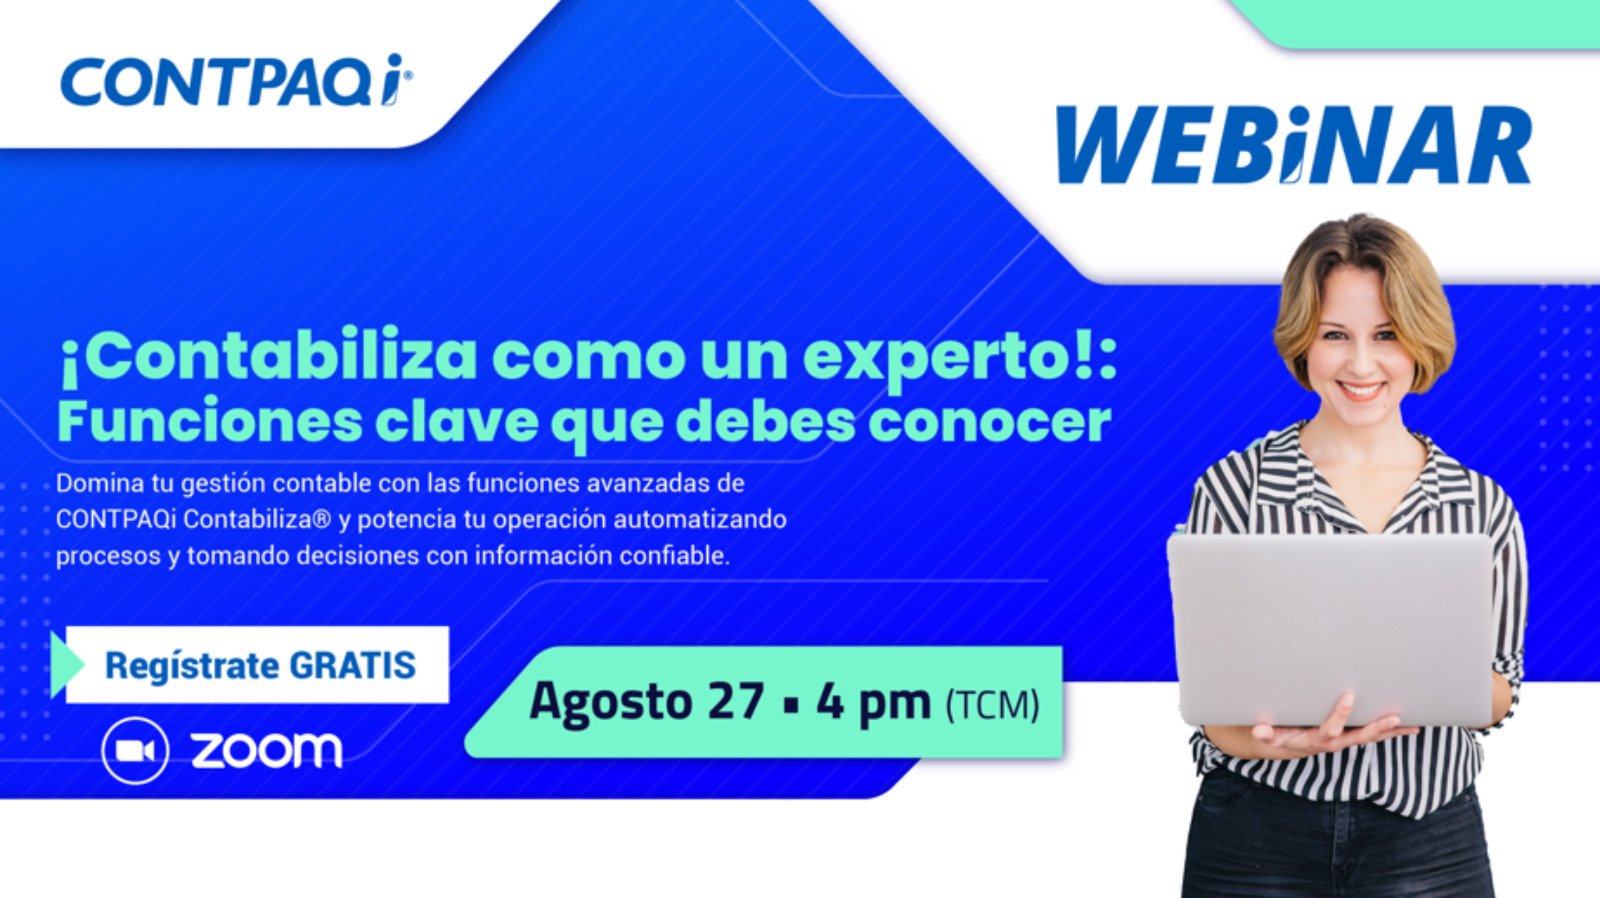 CONTPAQi®
WEBiNAR
¡Contabiliza como un experto!:
Funciones clave que debes conocer
Domina tu gestión contable con las funciones avanzadas de
CONTPAQi Contabiliza® y potencia tu operación automatizando
procesos y tomando decisiones con información confiable.
Regístrate GRATIS
Agosto 27 ▪ 4 pm (TCM)
zoom